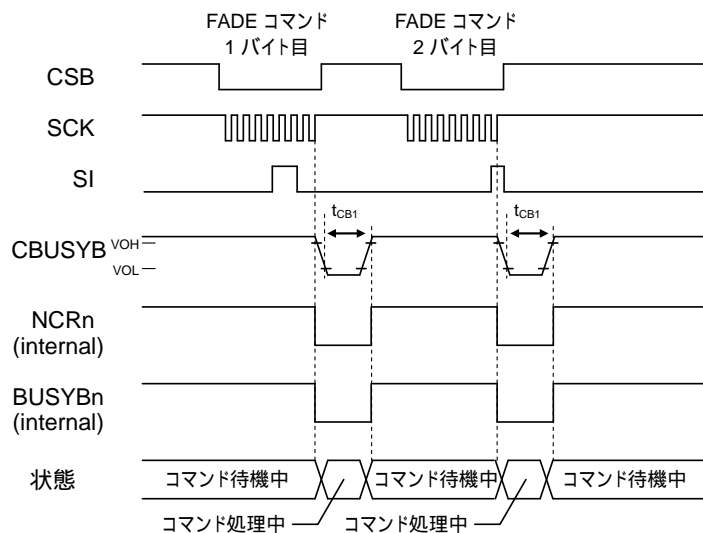 FADE コマンド
1 バイト目
FADE コマンド
2 バイト目
CSB
SCK
SI
tCB1
tCB1
CBUSYB
VOH
VOL
NCRn
(internal)
BUSYBn
(internal)
状態
コマンド待機中
コマンド待機中
コマンド待機中
コマンド処理中
コマンド処理中